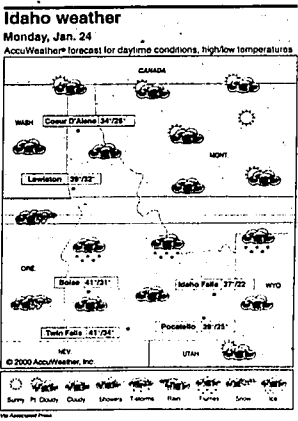 Idaho weather
Monday, Jan. 24
AccuWeather® forecast for daytime conditions, high/low temperatures
CANADA
WASH
Coeur D'Alene 34°/28°
MONT
Lewiston 39°/32°
ORE
Boise 41°/31°
Idaho Falls 37°/22
WYO
Twin Falls 41°/34°
Pocatello 39°/25°
NEV
UTAH
© 2000 AccuWeather, Inc.
Sunny Pt. Cloudy Cloudy Showers T-storms Rain Flurries Snow Ice
Via Associated Press